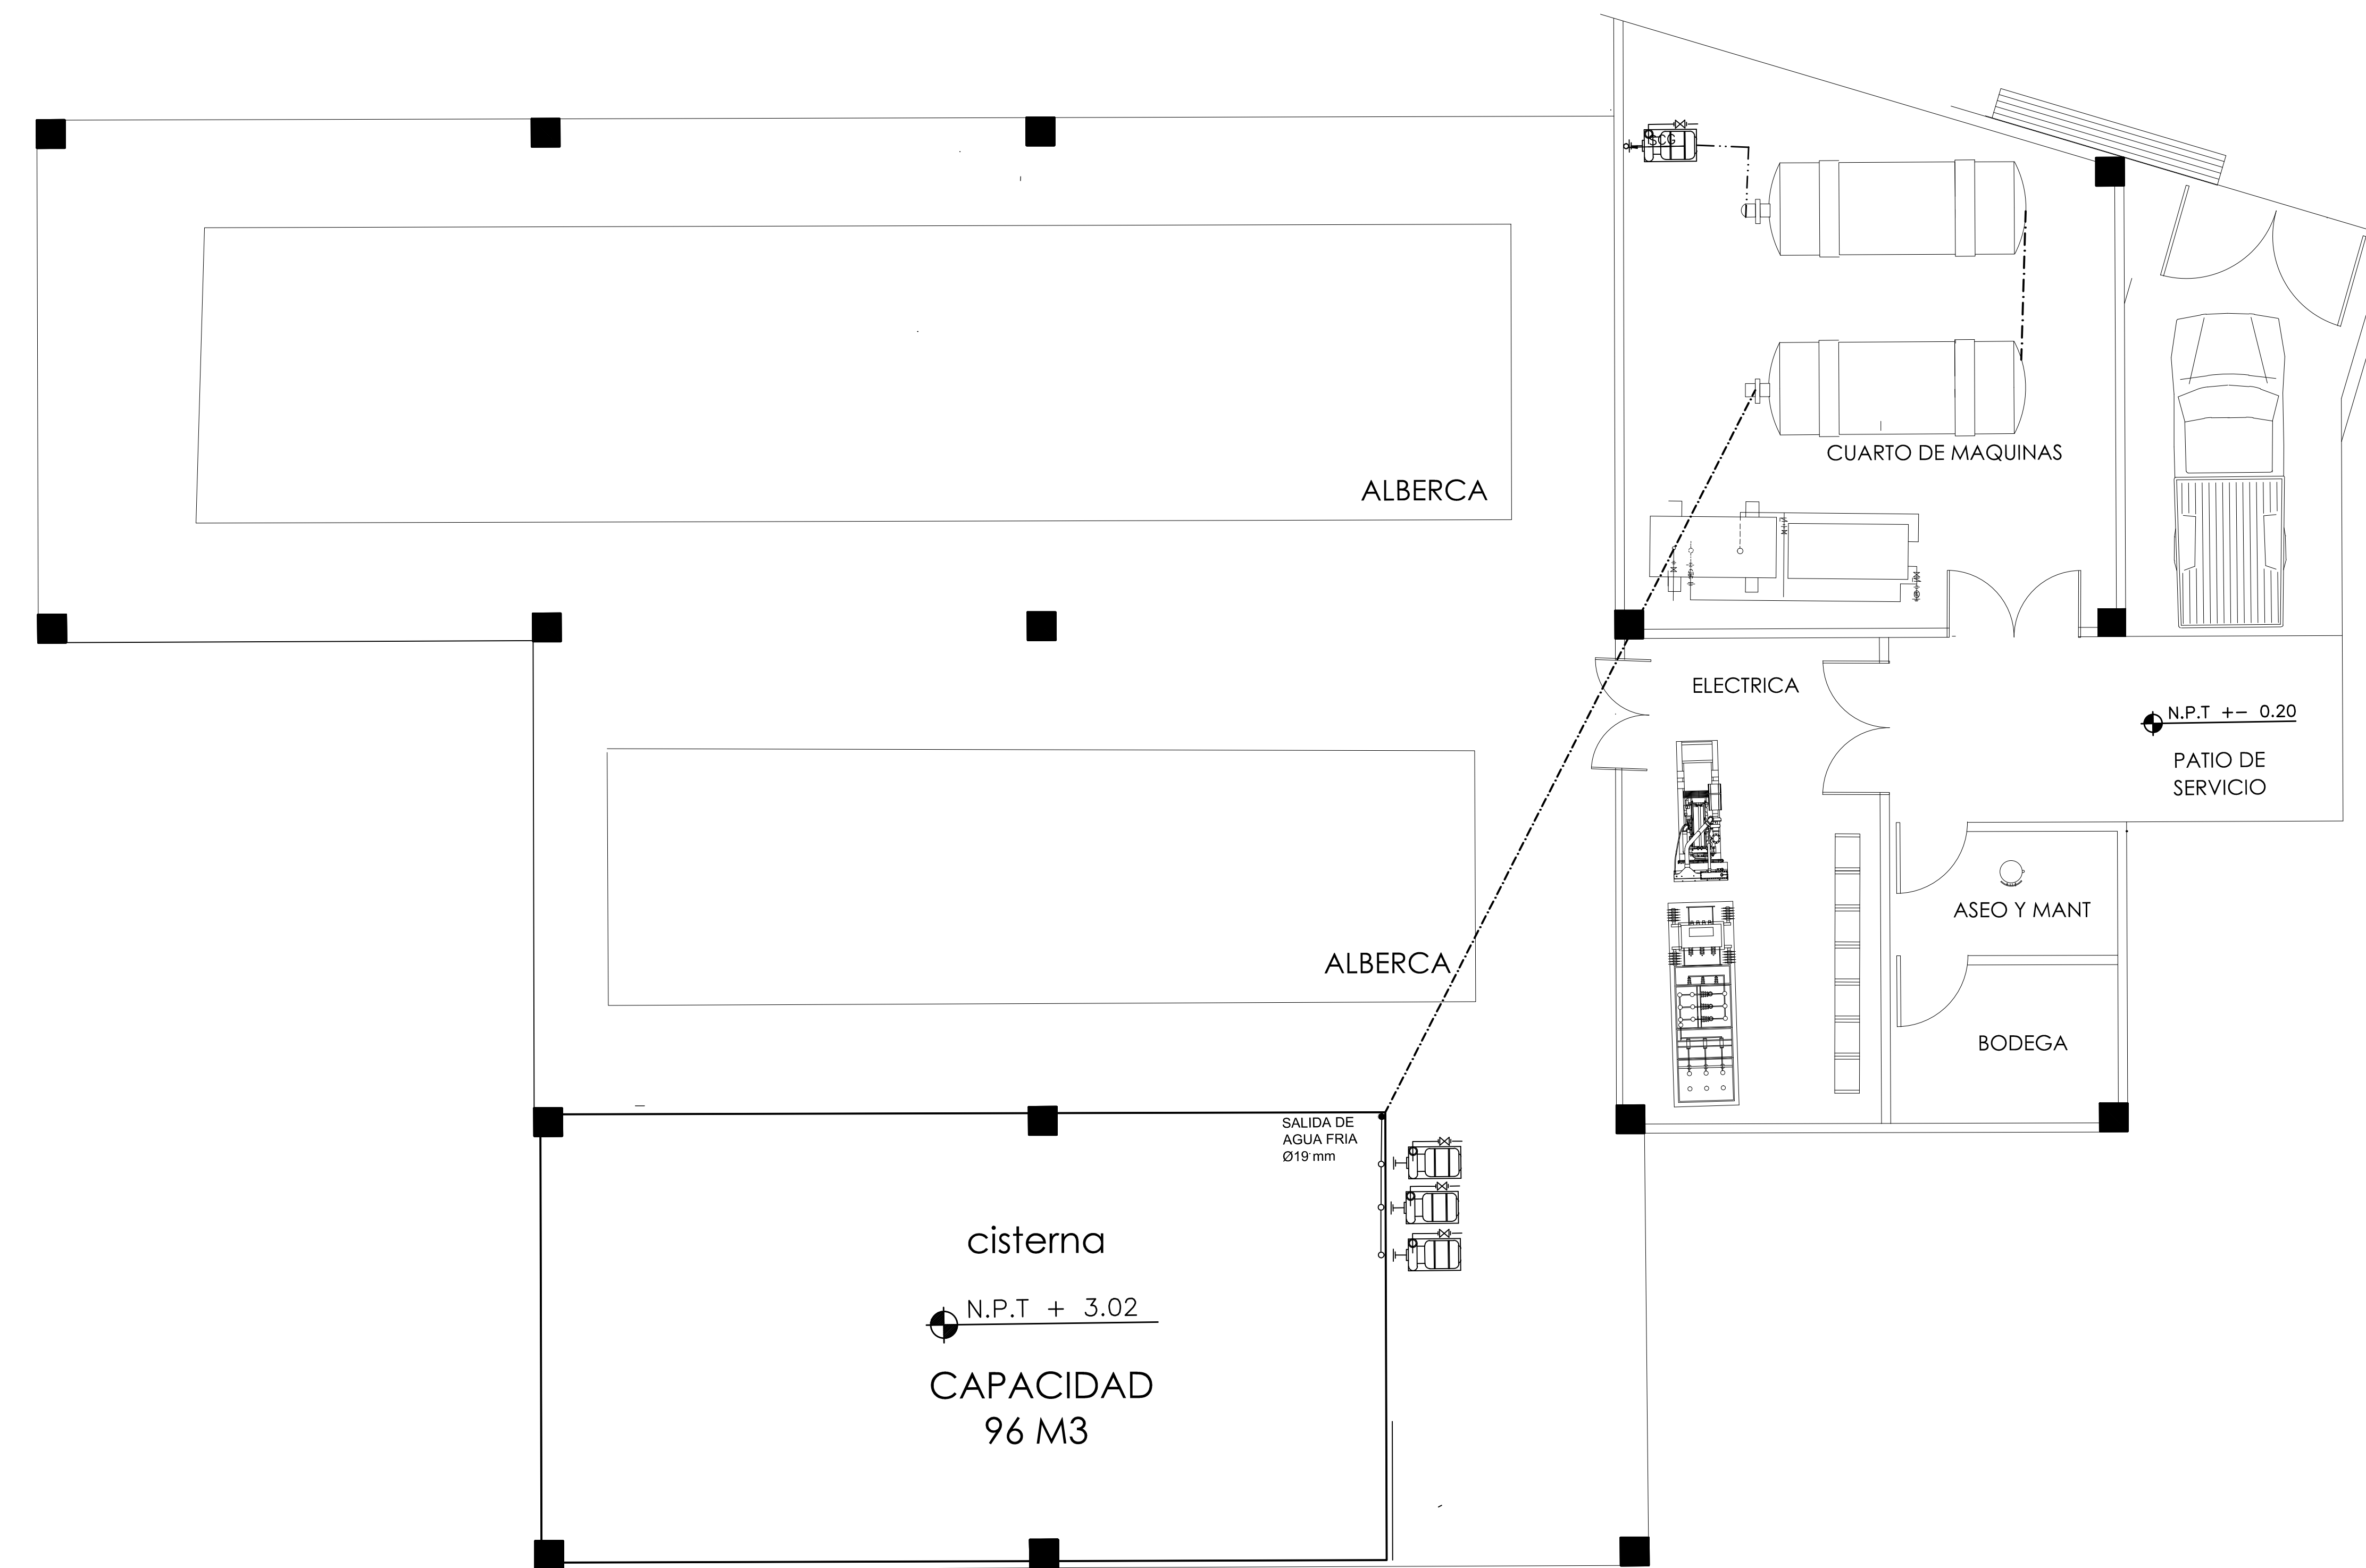 SCG
CUARTO DE MAQUINAS
ALBERCA
ELECTRICA
N.P.T +- 0.20
PATIO DE
SERVICIO
ASEO Y MANT
ALBERCA
BODEGA
SALIDA DE
AGUA FRIA
Ø19 mm
cisterna
N.P.T + 3.02
CAPACIDAD
96 M3